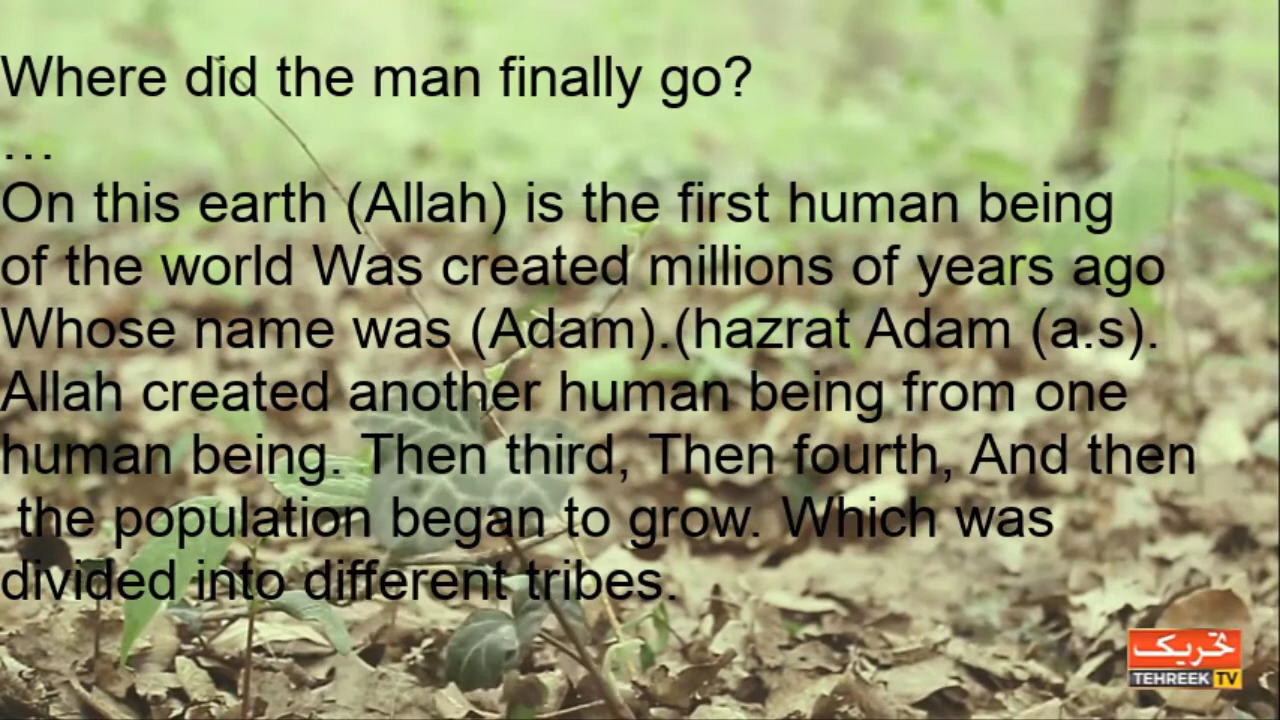 Where did the man finally go?
...
On this earth (Allah) is the first human being
of the world Was created millions of years ago
Whose name was (Adam).(hazrat Adam (a.s).
Allah created another human being from one
human being. Then third, Then fourth, And then
the population began to grow. Which was
divided into different tribes.
تحریک
TEHREEK TV